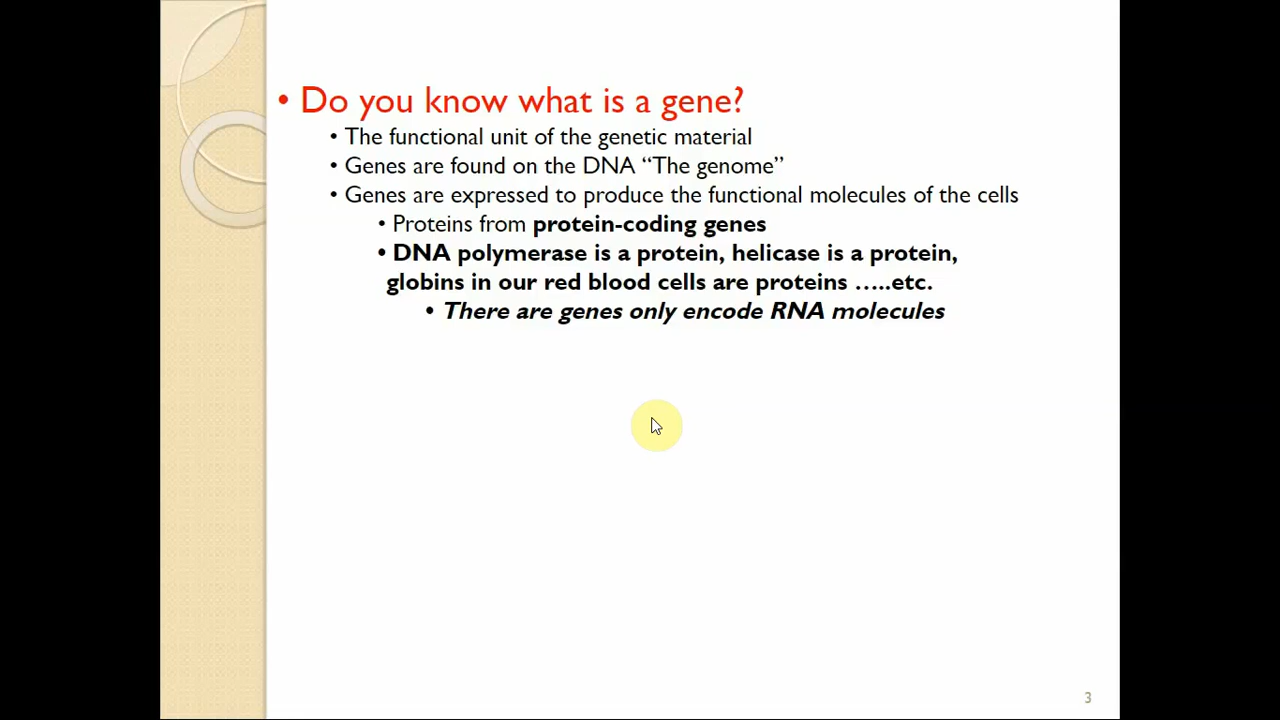 • Do you know what is a gene?
• The functional unit of the genetic material
• Genes are found on the DNA “The genome”
• Genes are expressed to produce the functional molecules of the cells
• Proteins from protein-coding genes
• DNA polymerase is a protein, helicase is a protein,
globins in our red blood cells are proteins …..etc.
• There are genes only encode RNA molecules
3